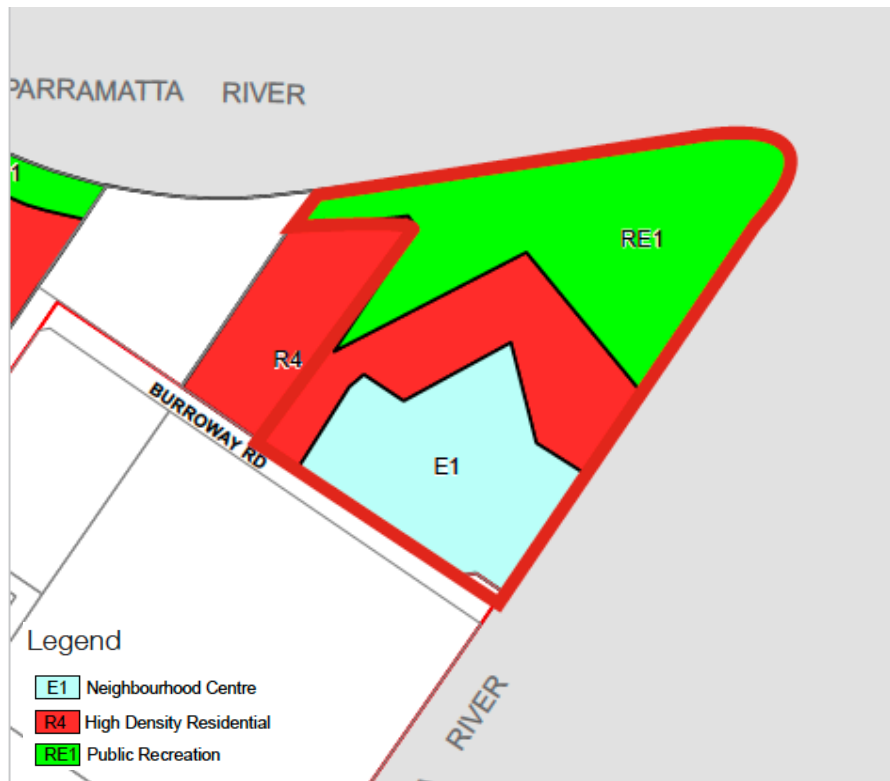 PARRAMATTA RIVER
1
RE1
R4
BURROWAY RD
E1
Legend
E1 Neighbourhood Centre
R4 High Density Residential
RE1 Public Recreation
RIVER